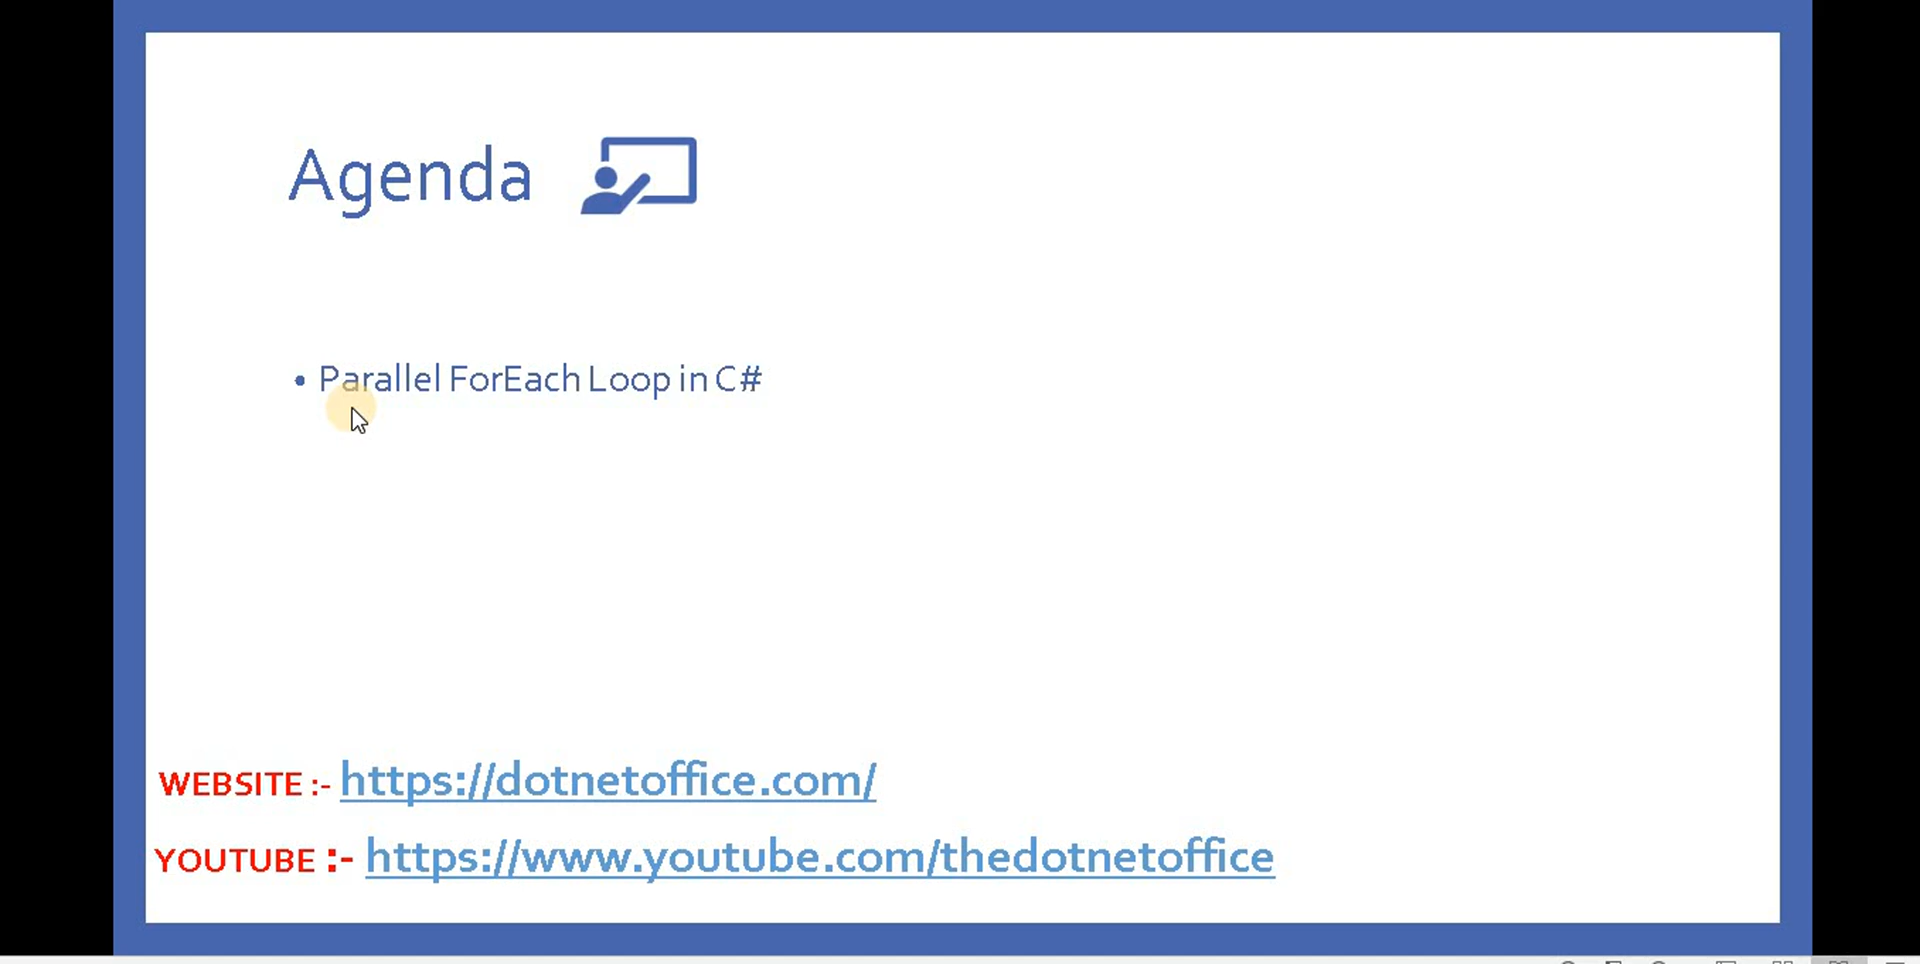 Agenda
• Parallel ForEach Loop in C#
WEBSITE :- https://dotnetoffice.com/
YOUTUBE :- https://www.youtube.com/thedotnetoffice